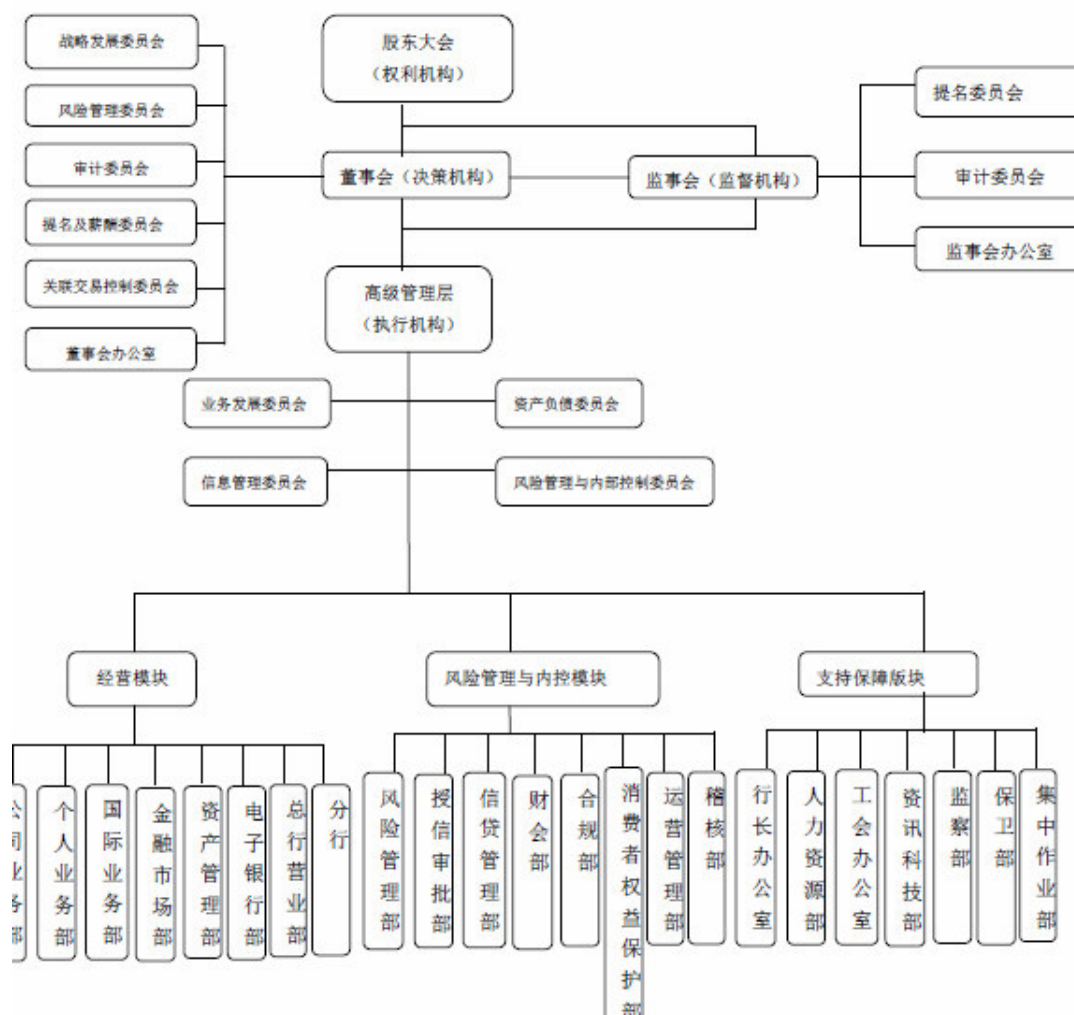 战略发展委员会
风险管理委员会
审计委员会
提名及薪酬委员会
关联交易控制委员会
董事会办公室
股东大会
（权利机构）
董事会（决策机构）
监事会（监督机构）
提名委员会
审计委员会
监事会办公室
高级管理层
（执行机构）
业务发展委员会
资产负债委员会
信息管理委员会
风险管理与内部控制委员会
经营模块
风险管理与内控模块
支持保障版块
公司业务部
个人业务部
国际业务部
金融市场部
资产管理部
电子银行部
总行营业部
分行
风险管理部
授信审批部
信贷管理部
财会部
合规部
消费者权益保护部
运营管理部
稽核部
行长办公室
人力资源部
工会办公室
资讯科技部
监察部
保卫部
集中作业部